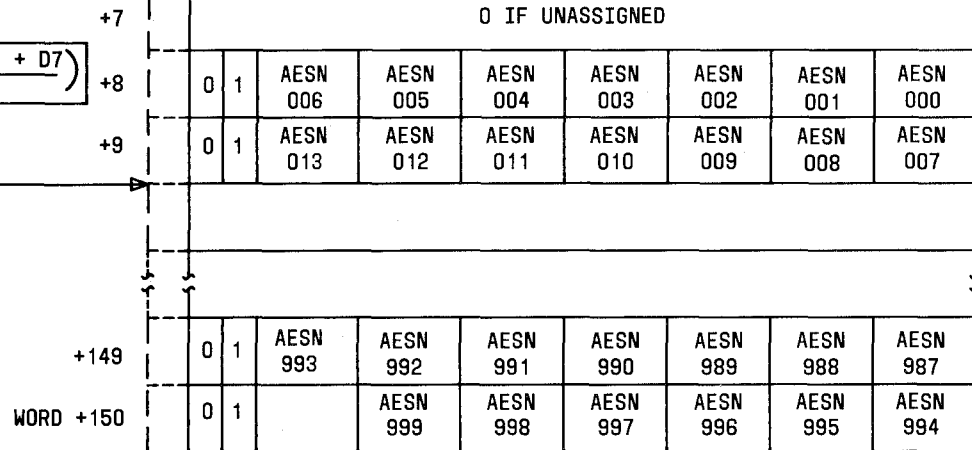 +7 0 IF UNASSIGNED
+ D7)
+8 0 1 AESN 006 AESN 005 AESN 004 AESN 003 AESN 002 AESN 001 AESN 000
+9 0 1 AESN 013 AESN 012 AESN 011 AESN 010 AESN 009 AESN 008 AESN 007
+149 0 1 AESN 993 AESN 992 AESN 991 AESN 990 AESN 989 AESN 988 AESN 987
WORD +150 0 1 AESN 999 AESN 998 AESN 997 AESN 996 AESN 995 AESN 994